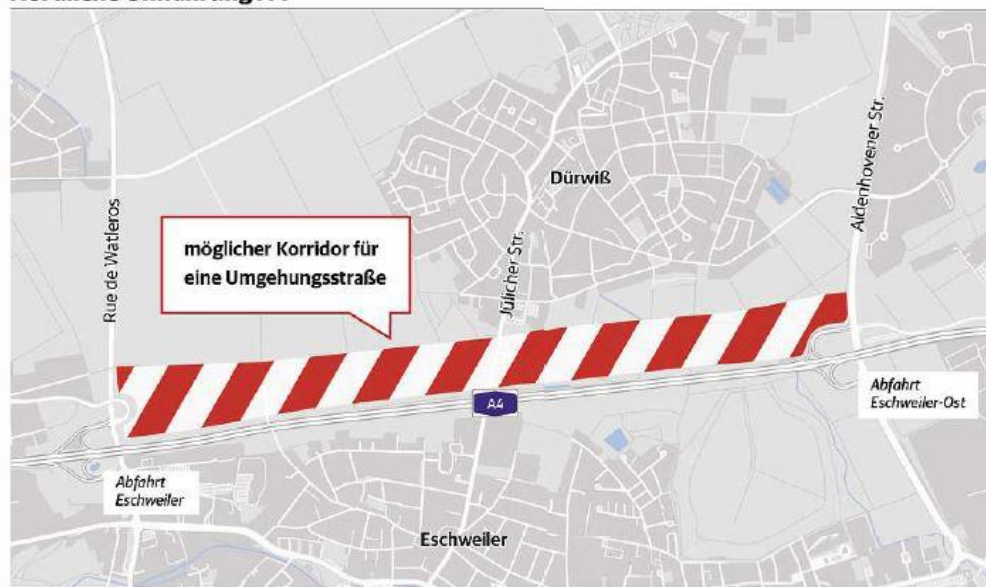 Dürwiß
Aldenhovener Str.
Rue de Watleros
möglicher Korridor für
eine Umgehungsstraße
Jülicher Str.
A4
Abfahrt
Eschweiler-Ost
Abfahrt
Eschweiler
Eschweiler